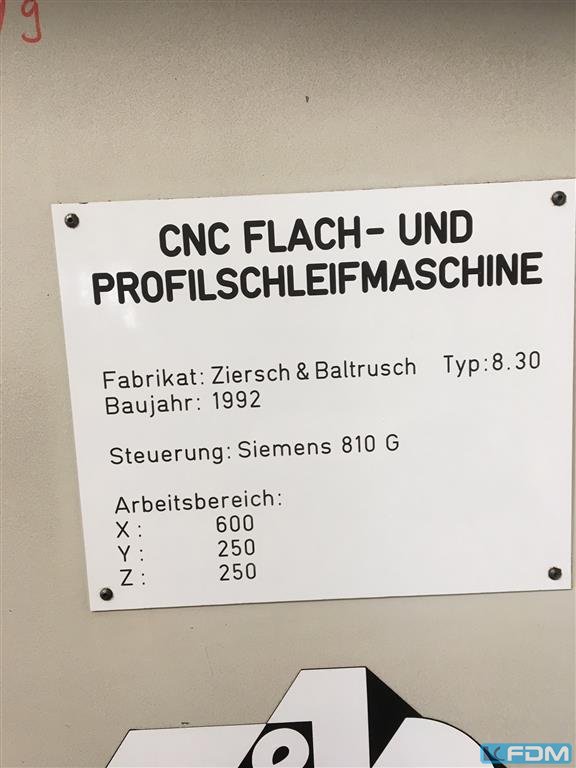 9
CNC FLACH- UND
PROFILSCHLEIFMASCHINE
Fabrikat: Ziersch & Baltrusch Typ:8.30
Baujahr: 1992
Steuerung: Siemens 810 G
Arbeitsbereich:
X: 600
Y: 250
Z: 250
FDM